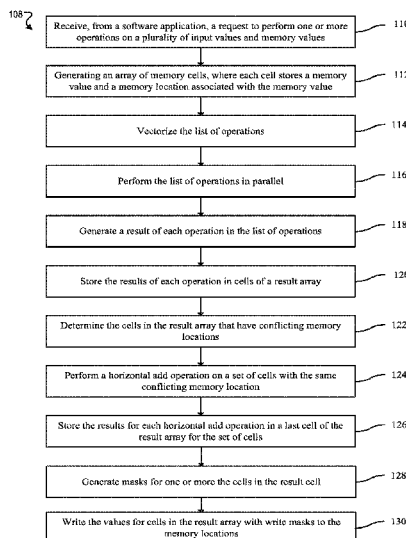 108
Receive, from a software application, a request to perform one or more
operations on a plurality of input values and memory values
110
Generating an array of memory cells, where each cell stores a memory
value and a memory location associated with the memory value
112
Vectorize the list of operations
114
Perform the list of operations in parallel
116
Generate a result of each operation in the list of operations
118
Store the results of each operation in cells of a result array
120
Determine the cells in the result array that have conflicting memory
locations
122
Perform a horizontal add operation on a set of cells with the same
conflicting memory location
124
Store the results for each horizontal add operation in a last cell of the
result array for the set of cells
126
Generate masks for one or more the cells in the result cell
128
Write the values for cells in the result array with write masks to the
memory locations
130